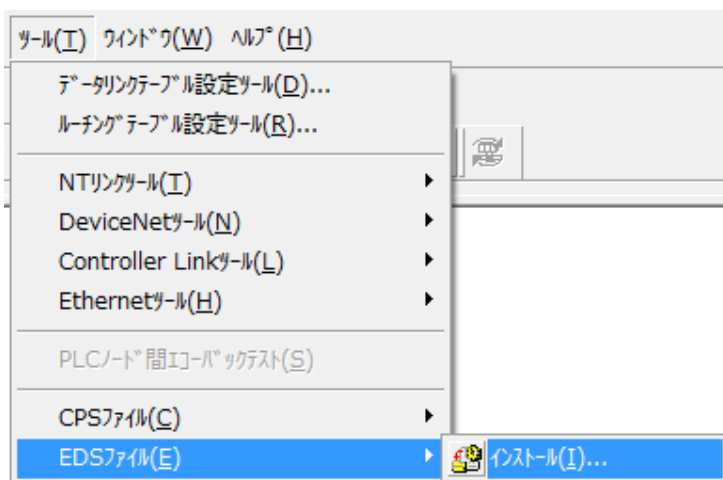 ﾂｰﾙ(T) ｳｨﾝﾄﾞｳ(W) ﾍﾙﾌﾟ(H)
ﾃﾞｰﾀﾘﾝｸﾃｰﾌﾞﾙ設定ﾂｰﾙ(D)...
ﾙｰﾁﾝｸﾞﾃｰﾌﾞﾙ設定ﾂｰﾙ(R)...
NTﾘﾝｸﾂｰﾙ(T)
DeviceNetﾂｰﾙ(N)
Controller Linkﾂｰﾙ(L)
Ethernetﾂｰﾙ(H)
PLCﾉｰﾄﾞ間ｴｺｰﾊﾞｯｸﾃｽﾄ(S)
CPSﾌｧｲﾙ(C)
EDSﾌｧｲﾙ(E)
ｲﾝｽﾄｰﾙ(I)...